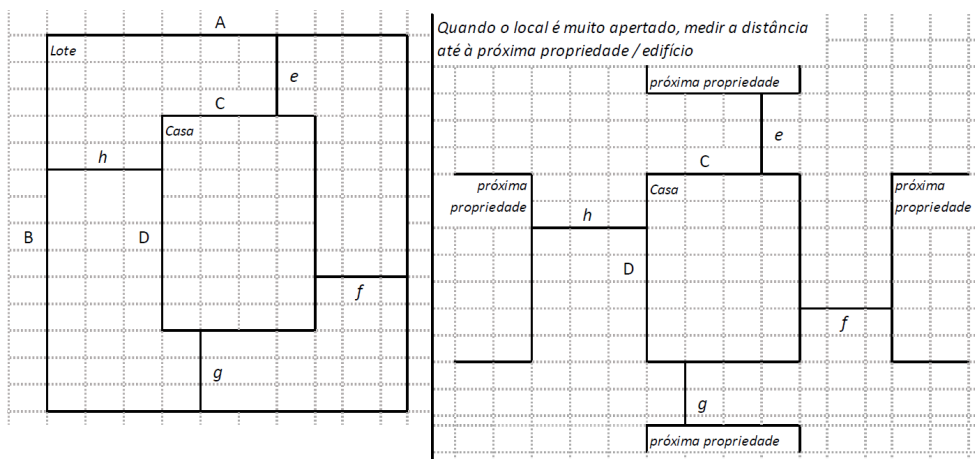 A
Lote
e
C
Casa
h
B
D
f
g
Quando o local é muito apertado, medir a distância
até à próxima propriedade / edifício
próxima propriedade
e
C
próxima
propriedade
Casa
próxima
propriedade
h
D
f
g
próxima propriedade